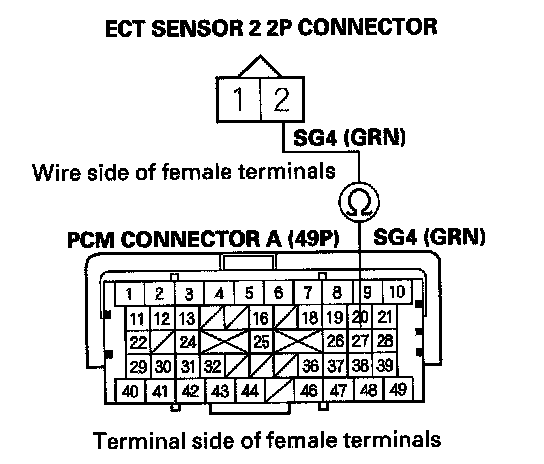 ECT SENSOR 2 2P CONNECTOR
1 2
SG4 (GRN)
Wire side of female terminals
Ω
PCM CONNECTOR A (49P)
SG4 (GRN)
1 2 3 4 5 6 7 8 9 10
11 12 13 16 18 19 20 21
22 24 25 26 27 28
29 30 31 32 36 37 38 39
40 41 42 43 44 46 47 48 49
Terminal side of female terminals